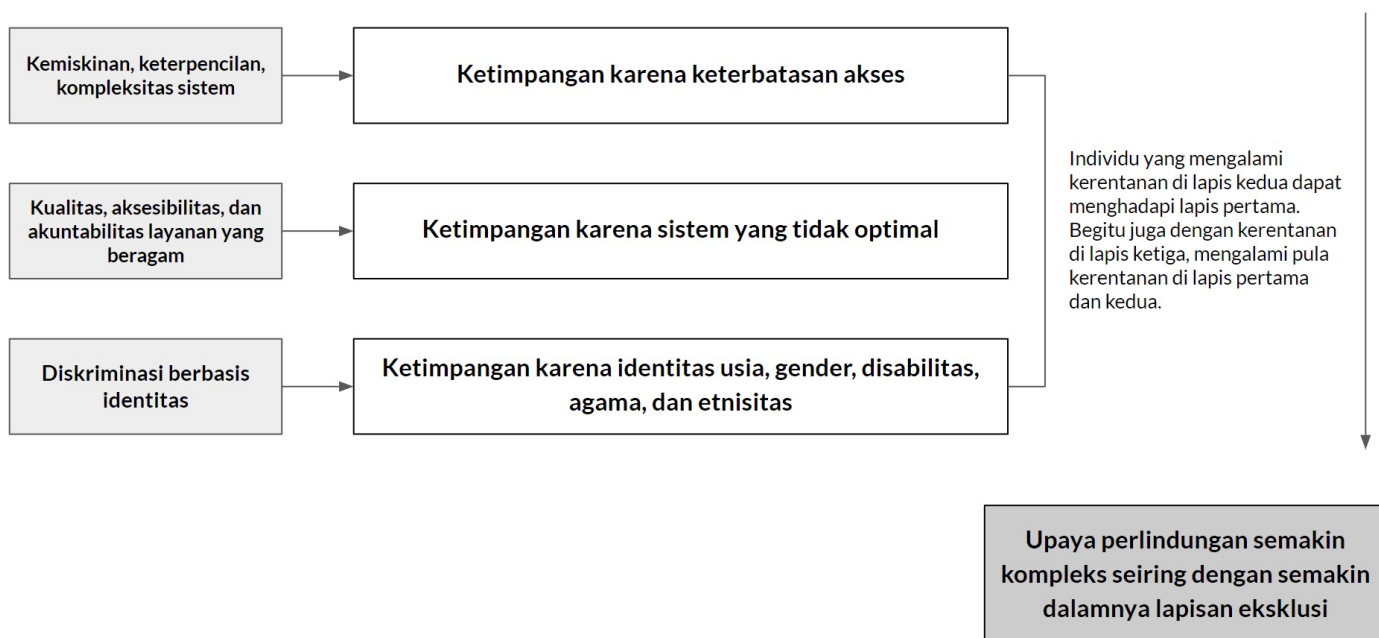 Kemiskinan, keterpencilan,
kompleksitas sistem
Ketimpangan karena keterbatasan akses
Kualitas, aksesibilitas, dan
akuntabilitas layanan yang
beragam
Ketimpangan karena sistem yang tidak optimal
Diskriminasi berbasis
identitas
Ketimpangan karena identitas usia, gender, disabilitas,
agama, dan etnisitas
Individu yang mengalami
kerentanan di lapis kedua dapat
menghadapi lapis pertama.
Begitu juga dengan kerentanan
di lapis ketiga, mengalami pula
kerentanan di lapis pertama
dan kedua.
Upaya perlindungan semakin
kompleks seiring dengan semakin
dalamnya lapisan eksklusi